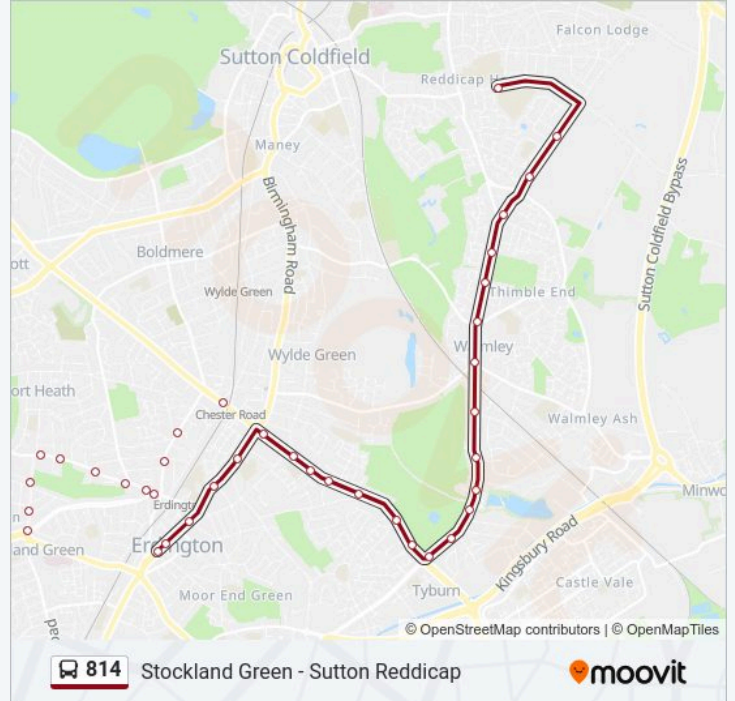 Falcon Lodge
Sutton Coldfield
Reddicap H
Maney
Birmingham Road
Sutton Coldfield Bypass
Boldmere
ott
Wylde Green
Thimble End
Wylde Green
W lmley
ort Heath
Chester Road
Walmley Ash
Minwo
Erdingt
n
and Green
Erdington
Kingsbury Road
Castle Vale
Tyburn
Moor End Green
oad
© OpenStreetMap contributors | © OpenMapTiles
814 Stockland Green - Sutton Reddicap
moovit